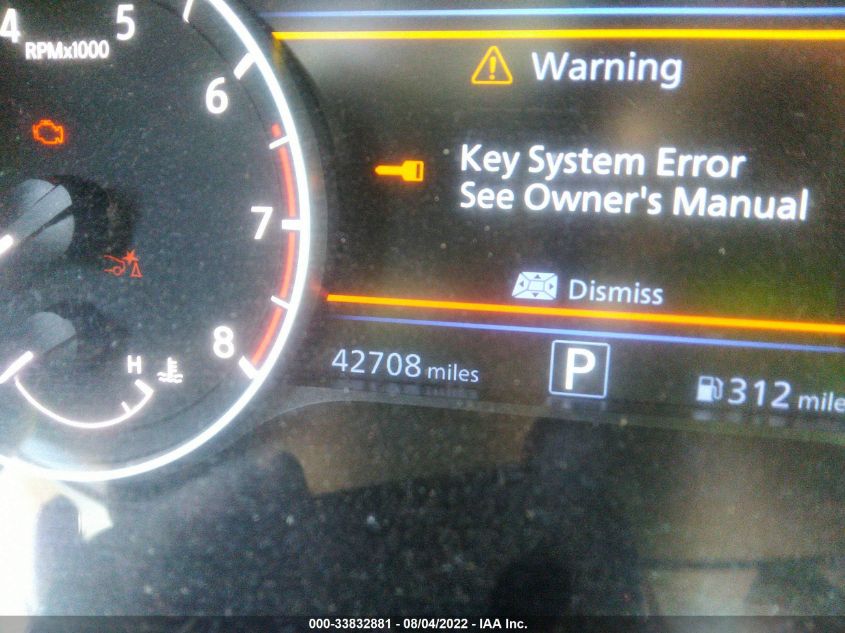 4 5
RPMx1000
6
7
8
H
Warning
Key System Error
See Owner's Manual
Dismiss
42708 miles
P
312 mile
000-33832881 - 08/04/2022 - IAA Inc.